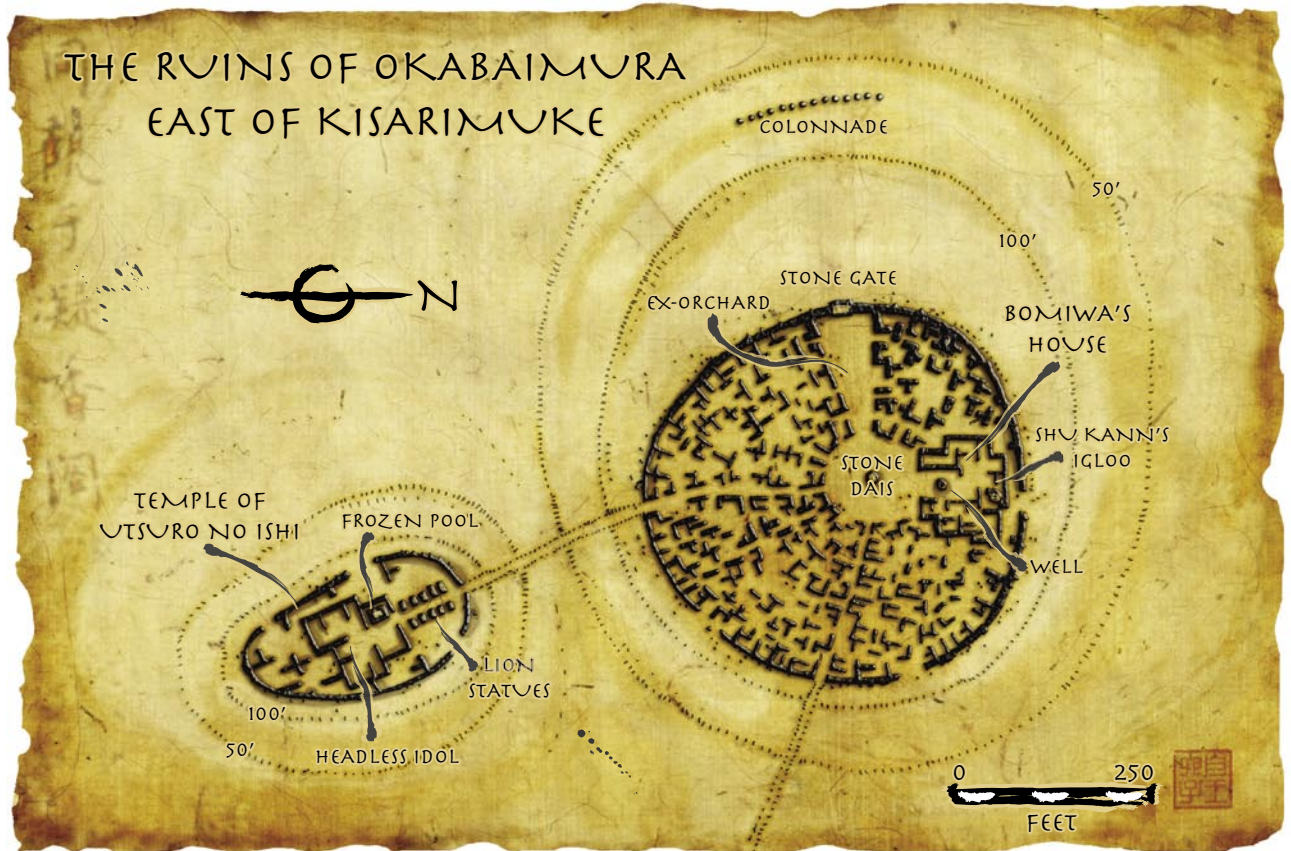 THE RUINS OF OKABAIMURA
EAST OF KISARIMUKE
COLONNADE
50'
100'
N
STONE GATE
EX-ORCHARD
BOMIWA'S
HOUSE
SHU KANN'S
IGLOO
STONE
DAIS
WELL
TEMPLE OF
UTSURO NO ISHI
FROZEN POOL
LION
STATUES
100'
50'
HEADLESS IDOL
0 250
FEET